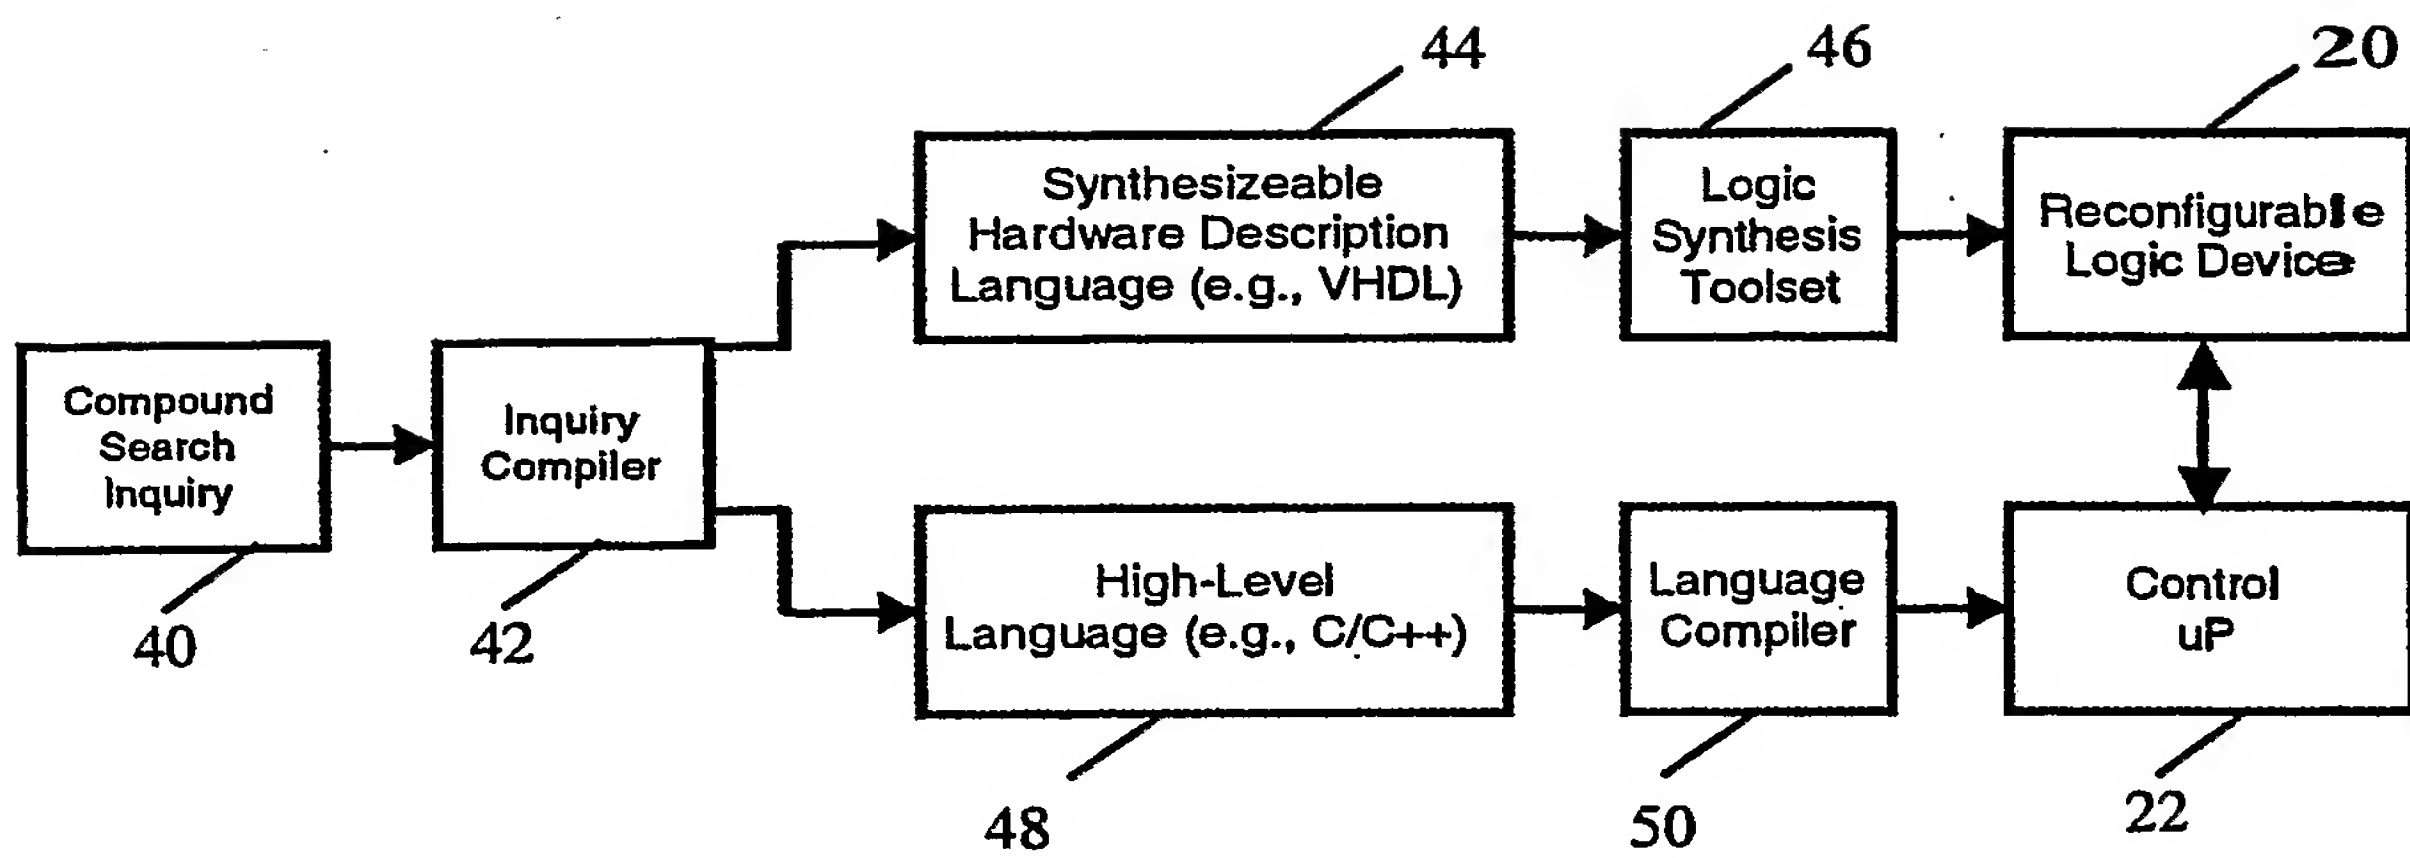 44
46
20
Synthesizeable
Hardware Description
Language (e.g., VHDL)
Logic
Synthesis
Toolset
Reconfigurable
Logic Device
Compound
Search
Inquiry
Inquiry
Compiler
40
42
High-Level
Language (e.g., C/C++)
Language
Compiler
Control
uP
48
50
22